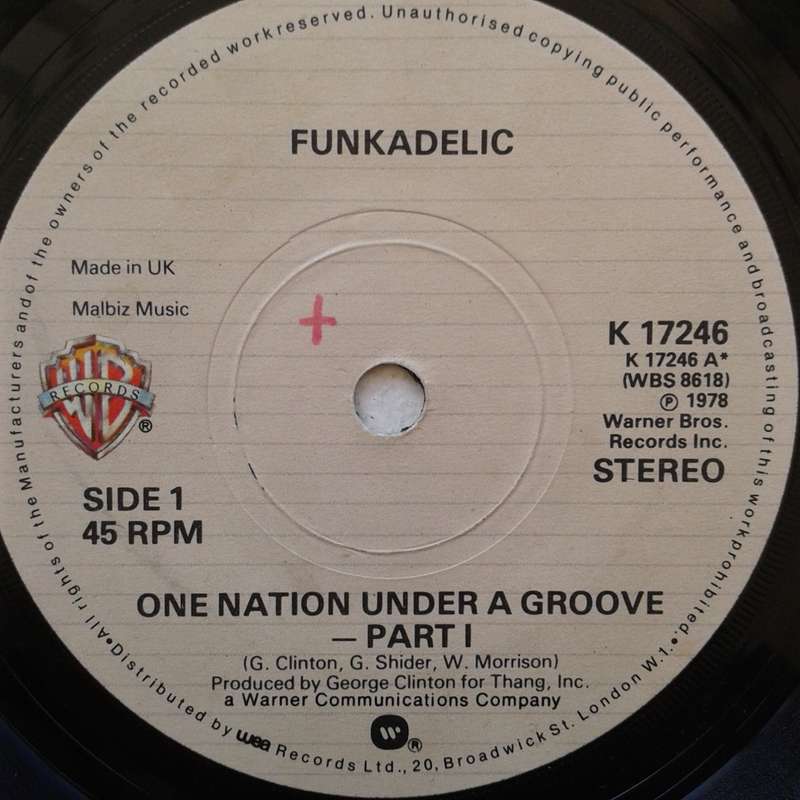 FUNKADELIC
Made in UK
Malbiz Music
WB
RECORDS
®
K 17246
K 17246 A*
(WBS 8618)
℗ 1978
Warner Bros.
Records Inc.
STEREO
SIDE 1
45 RPM
ONE NATION UNDER A GROOVE
— PART I
(G. Clinton, G. Shider, W. Morrison)
Produced by George Clinton for Thang, Inc.
a Warner Communications Company
®
•All rights of the Manufacturers and of the owners of the recorded work reserved. Unauthorised copying public performance and broadcasting of this work prohibited.•
Distributed by wea Records Ltd., 20, Broadwick St. London W.1.